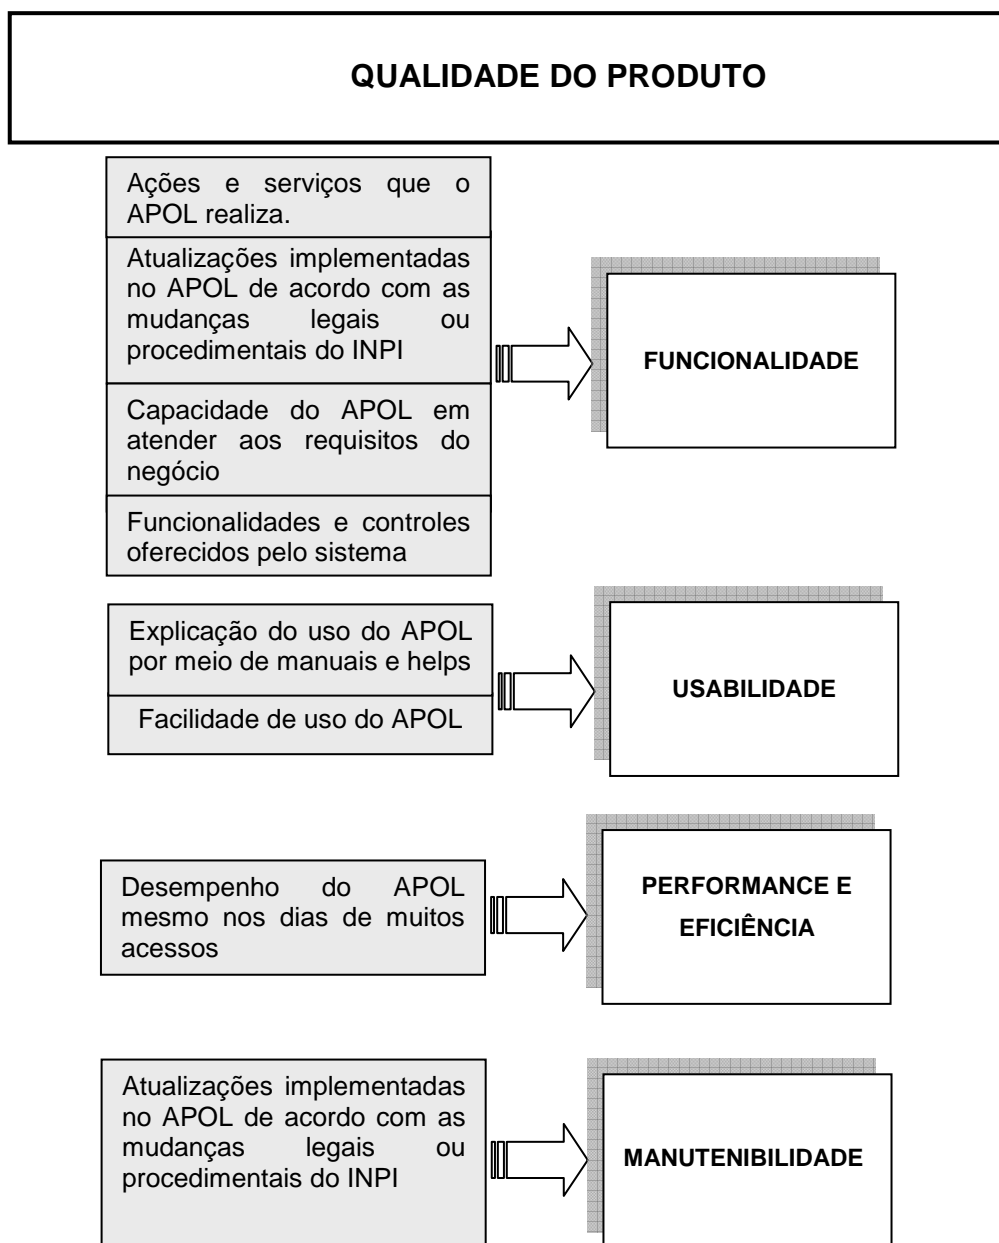 QUALIDADE DO PRODUTO
Ações e serviços que o
APOL realiza.
Atualizações implementadas
no APOL de acordo com as
mudanças legais ou
procedimentais do INPI
Capacidade do APOL em
atender aos requisitos do
negócio
Funcionalidades e controles
oferecidos pelo sistema
FUNCIONALIDADE
Explicação do uso do APOL
por meio de manuais e helps
Facilidade de uso do APOL
USABILIDADE
Desempenho do APOL
mesmo nos dias de muitos
acessos
PERFORMANCE E
EFICIÊNCIA
Atualizações implementadas
no APOL de acordo com as
mudanças legais ou
procedimentais do INPI
MANUTENIBILIDADE